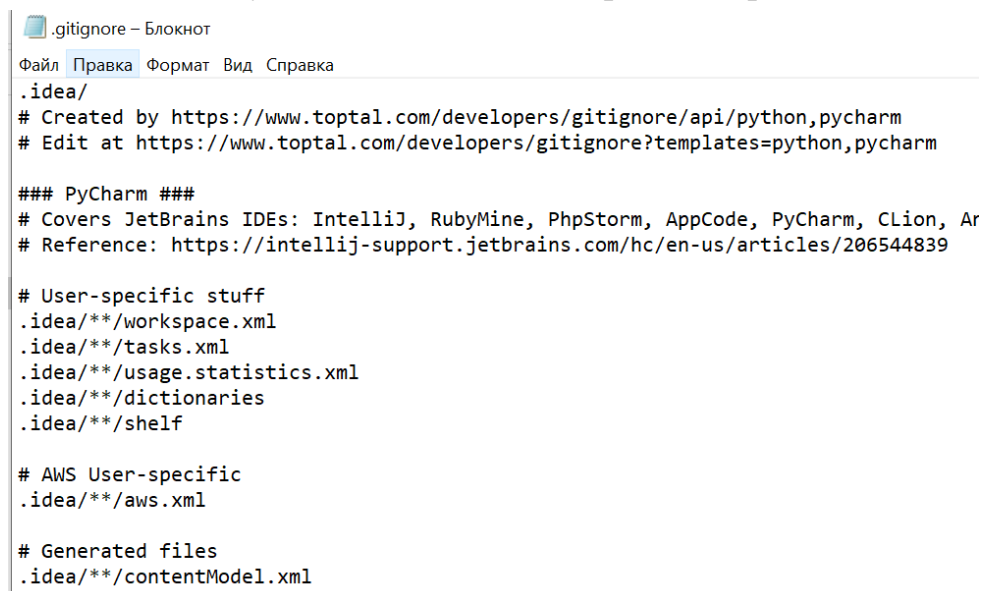 .gitignore – Блокнот
Файл Правка Формат Вид Справка
.idea/
# Created by https://www.toptal.com/developers/gitignore/api/python,pycharm
# Edit at https://www.toptal.com/developers/gitignore?templates=python,pycharm
### PyCharm ###
# Covers JetBrains IDEs: IntelliJ, RubyMine, PhpStorm, AppCode, PyCharm, CLion,
# Reference: https://intellij-support.jetbrains.com/hc/en-us/articles/206544839
# User-specific stuff
.idea/**/workspace.xml
.idea/**/tasks.xml
.idea/**/usage.statistics.xml
.idea/**/dictionaries
.idea/**/shelf
# AWS User-specific
.idea/**/aws.xml
# Generated files
.idea/**/contentModel.xml